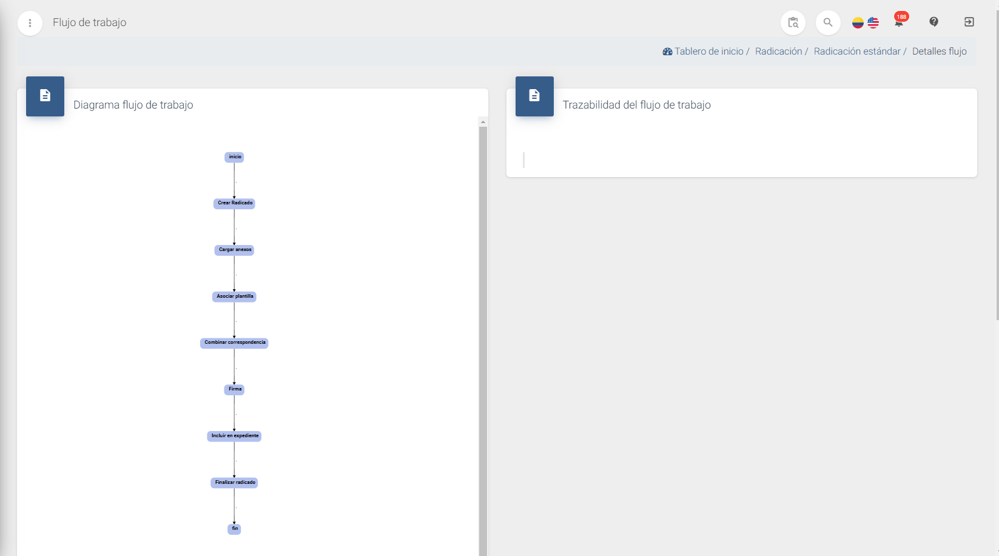 Flujo de trabajo
188
Tablero de inicio / Radicación / Radicación estándar / Detalles flujo
Diagrama flujo de trabajo
inicio
Crear Radicado
Cargar anexos
Asociar plantilla
Combinar correspondencia
Firma
Incluir en expediente
Finalizar radicado
fin
Trazabilidad del flujo de trabajo